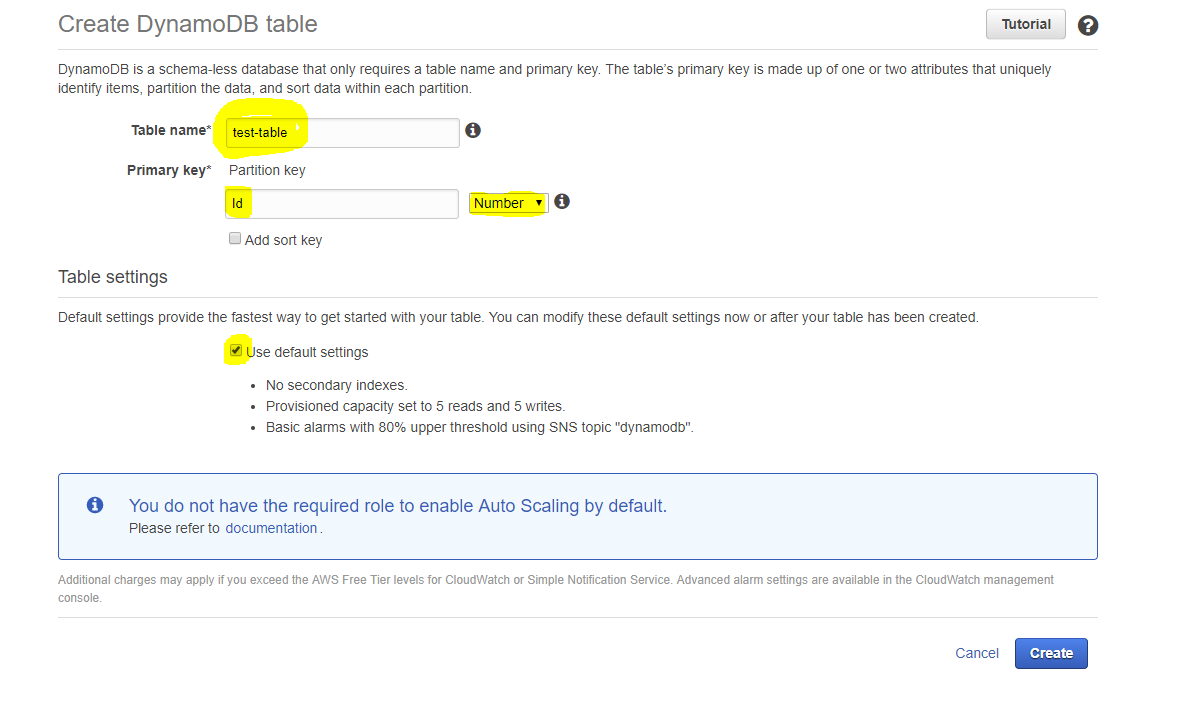 Create DynamoDB table
Tutorial
DynamoDB is a schema-less database that only requires a table name and primary key. The table's primary key is made up of one or two attributes that uniquely
identify items, partition the data, and sort data within each partition.
Table name* test-table
Primary key* Partition key
Id Number
Add sort key
Table settings
Default settings provide the fastest way to get started with your table. You can modify these default settings now or after your table has been created.
Use default settings
No secondary indexes.
Provisioned capacity set to 5 reads and 5 writes.
Basic alarms with 80% upper threshold using SNS topic "dynamodb".
You do not have the required role to enable Auto Scaling by default.
Please refer to documentation.
Additional charges may apply if you exceed the AWS Free Tier levels for CloudWatch or Simple Notification Service. Advanced alarm settings are available in the CloudWatch management
console.
Cancel Create